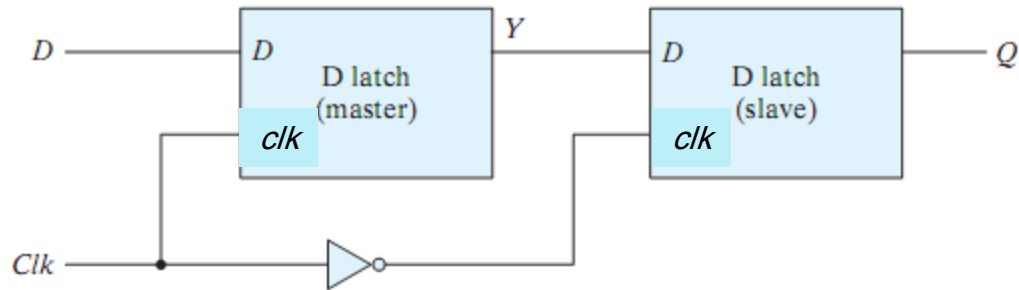 D
D
D latch
(master)
clk
Y
D
D latch
(slave)
clk
Q
Clk